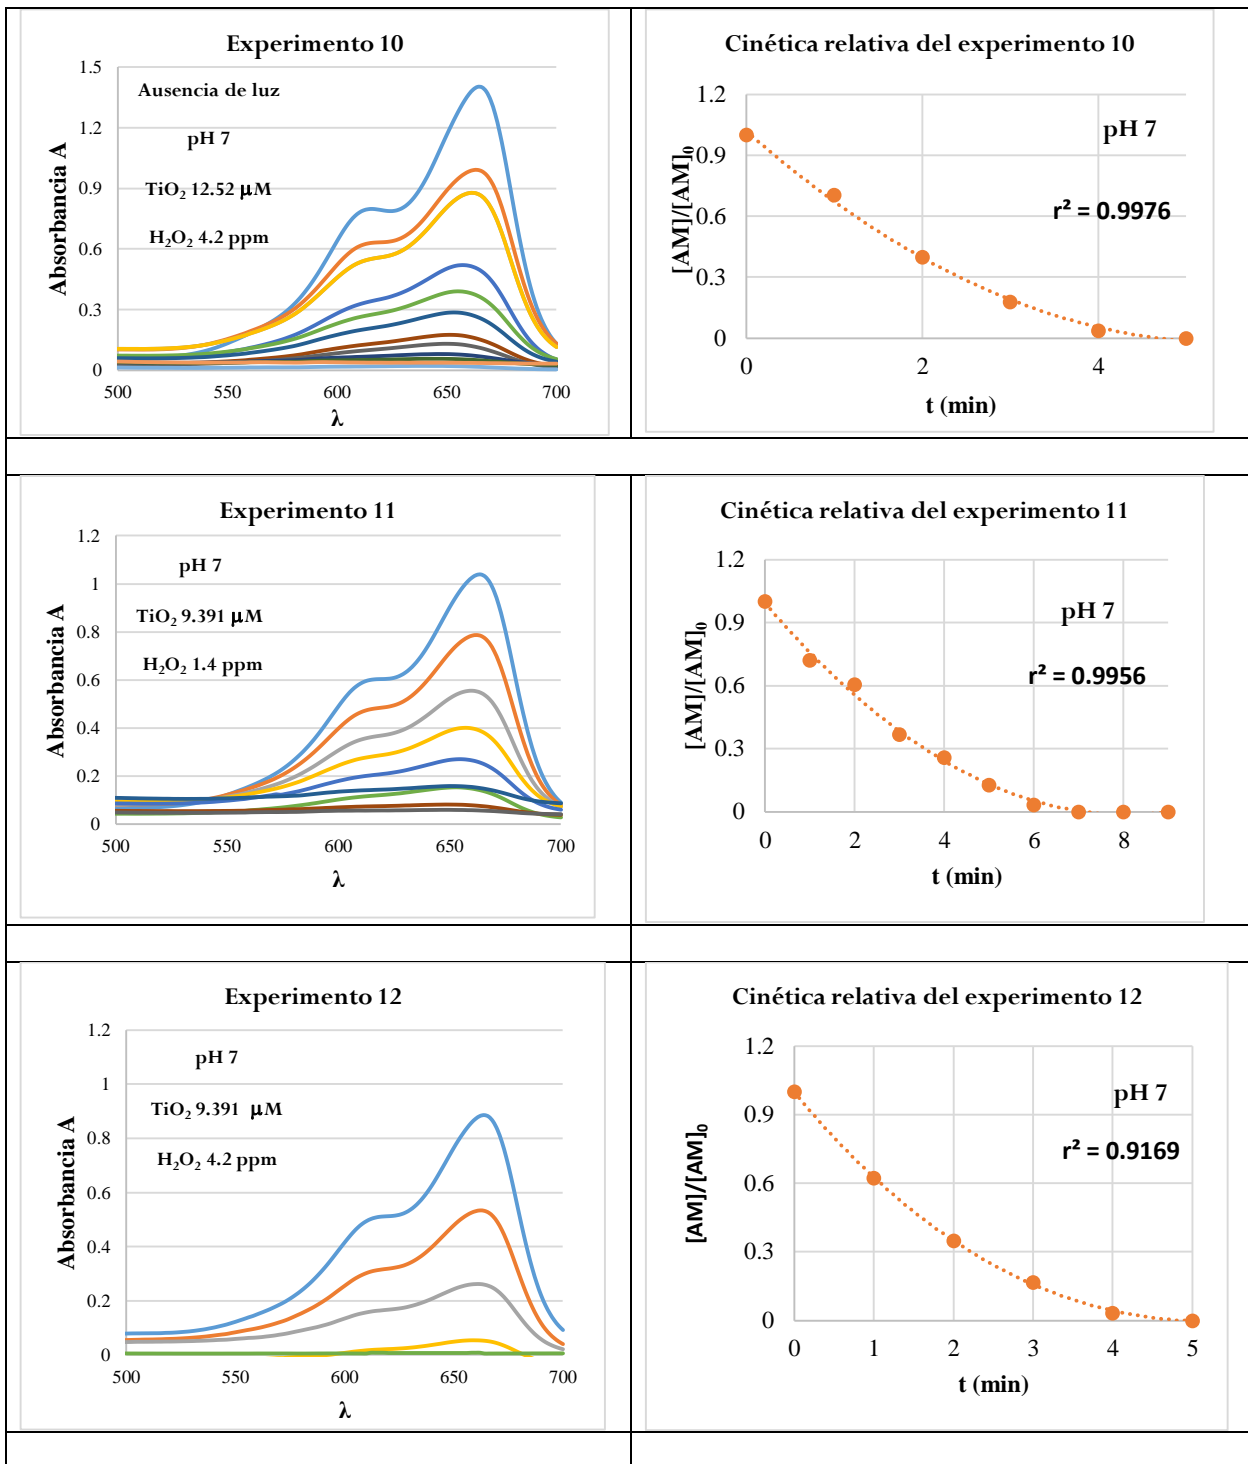 Experimento 10
Ausencia de luz
pH 7
TiO₂ 12.52 µM
H₂O₂ 4.2 ppm
Absorbancia A
1.5
1.2
0.9
0.6
0.3
0
500 550 600 650 700
λ
Cinética relativa del experimento 10
pH 7
r² = 0.9976
[AM]/[AM]₀
1.2
0.9
0.6
0.3
0
0 2 4
t (min)
Experimento 11
pH 7
TiO₂ 9.391 µM
H₂O₂ 1.4 ppm
Absorbancia A
1.2
1
0.8
0.6
0.4
0.2
0
500 550 600 650 700
λ
Cinética relativa del experimento 11
pH 7
r² = 0.9956
[AM]/[AM]₀
1.2
0.9
0.6
0.3
0
0 2 4 6 8
t (min)
Experimento 12
pH 7
TiO₂ 9.391 µM
H₂O₂ 4.2 ppm
Absorbancia A
1.2
1
0.8
0.6
0.4
0.2
0
500 550 600 650 700
λ
Cinética relativa del experimento 12
pH 7
r² = 0.9169
[AM]/[AM]₀
1.2
0.9
0.6
0.3
0
0 1 2 3 4 5
t (min)